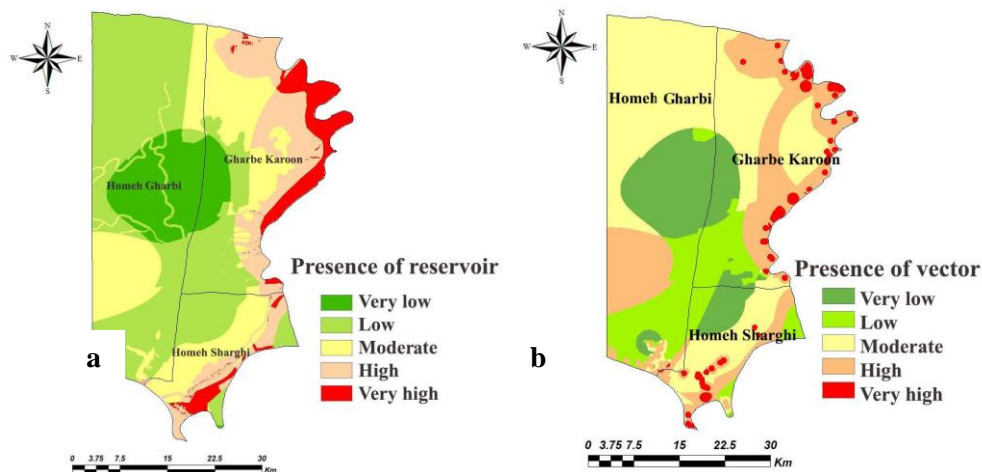 N
W E
S
Homeh Gharbi
Gharbe Karoon
Homeh Sharghi
Presence of reservoir
Very low
Low
Moderate
High
Very high
a
0 3.75 7.5 15 22.5 30
Km
N
W E
S
Homeh Gharbi
Gharbe Karoon
Homeh Sharghi
Presence of vector
Very low
Low
Moderate
High
Very high
b
0 3.75 7.5 15 22.5 30
Km